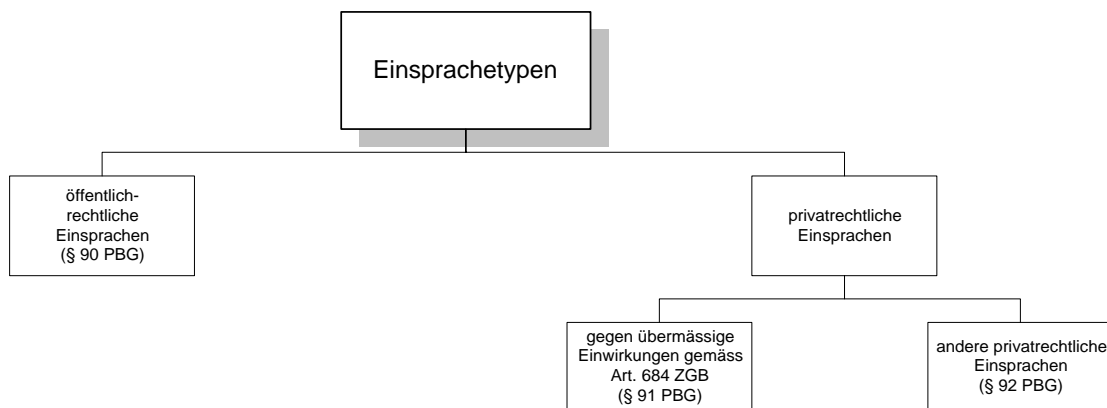 Einsprachetypen
öffentlich-
rechtliche
Einsprachen
(§ 90 PBG)
privatrechtliche
Einsprachen
gegen übermässige
Einwirkungen gemäss
Art. 684 ZGB
(§ 91 PBG)
andere privatrechtliche
Einsprachen
(§ 92 PBG)